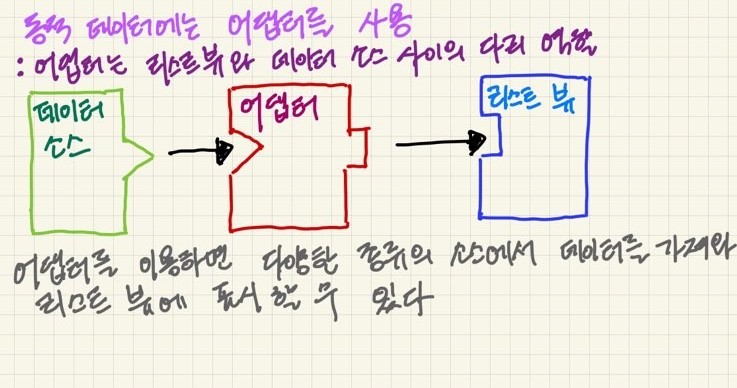 동적 데이터에는 어댑터를 사용
: 어댑터는 리스트뷰와 데이터 소스 사이의 다리 역할
데이터
소스
어댑터
리스트 뷰
어댑터를 이용하면 다양한 종류의 소스에서 데이터를 가져와
리스트 뷰에 표시할 수 있다